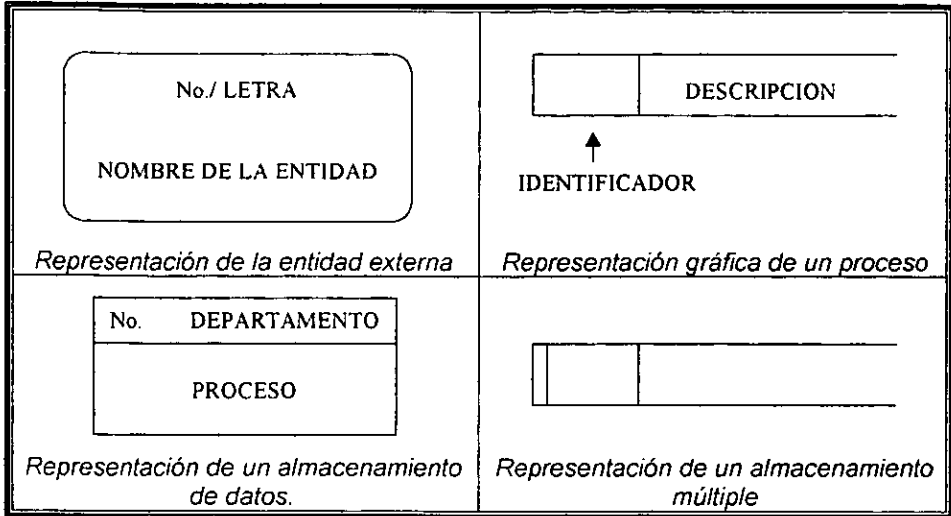 No./ LETRA
NOMBRE DE LA ENTIDAD
Representación de la entidad externa
DESCRIPCION
IDENTIFICADOR
Representación gráfica de un proceso
No. DEPARTAMENTO
PROCESO
Representación de un almacenamiento
de datos.
Representación de un almacenamiento
múltiple